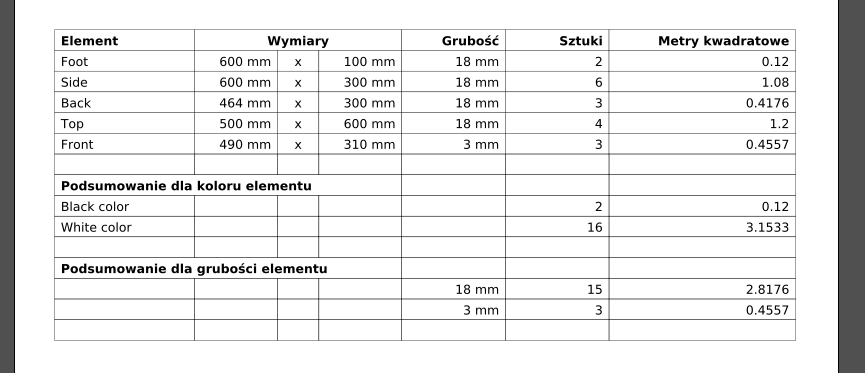 Element Wymiary Grubość Sztuki Metry kwadratowe
Foot 600 mm x 100 mm 18 mm 2 0.12
Side 600 mm x 300 mm 18 mm 6 1.08
Back 464 mm x 300 mm 18 mm 3 0.4176
Top 500 mm x 600 mm 18 mm 4 1.2
Front 490 mm x 310 mm 3 mm 3 0.4557
Podsumowanie dla koloru elementu
Black color 2 0.12
White color 16 3.1533
Podsumowanie dla grubości elementu
18 mm 15 2.8176
3 mm 3 0.4557